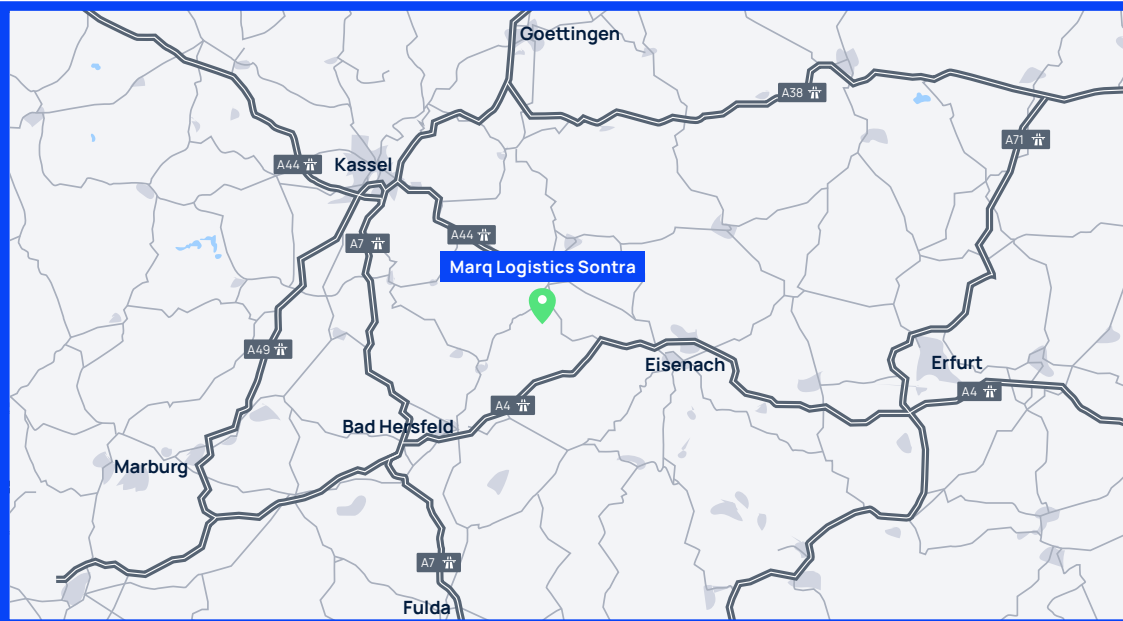 Goettingen
A38
A71
A44
Kassel
A44
A7
Marq Logistics Sontra
A49
Eisenach
Erfurt
A4
A4
Bad Hersfeld
Marburg
A7
Fulda